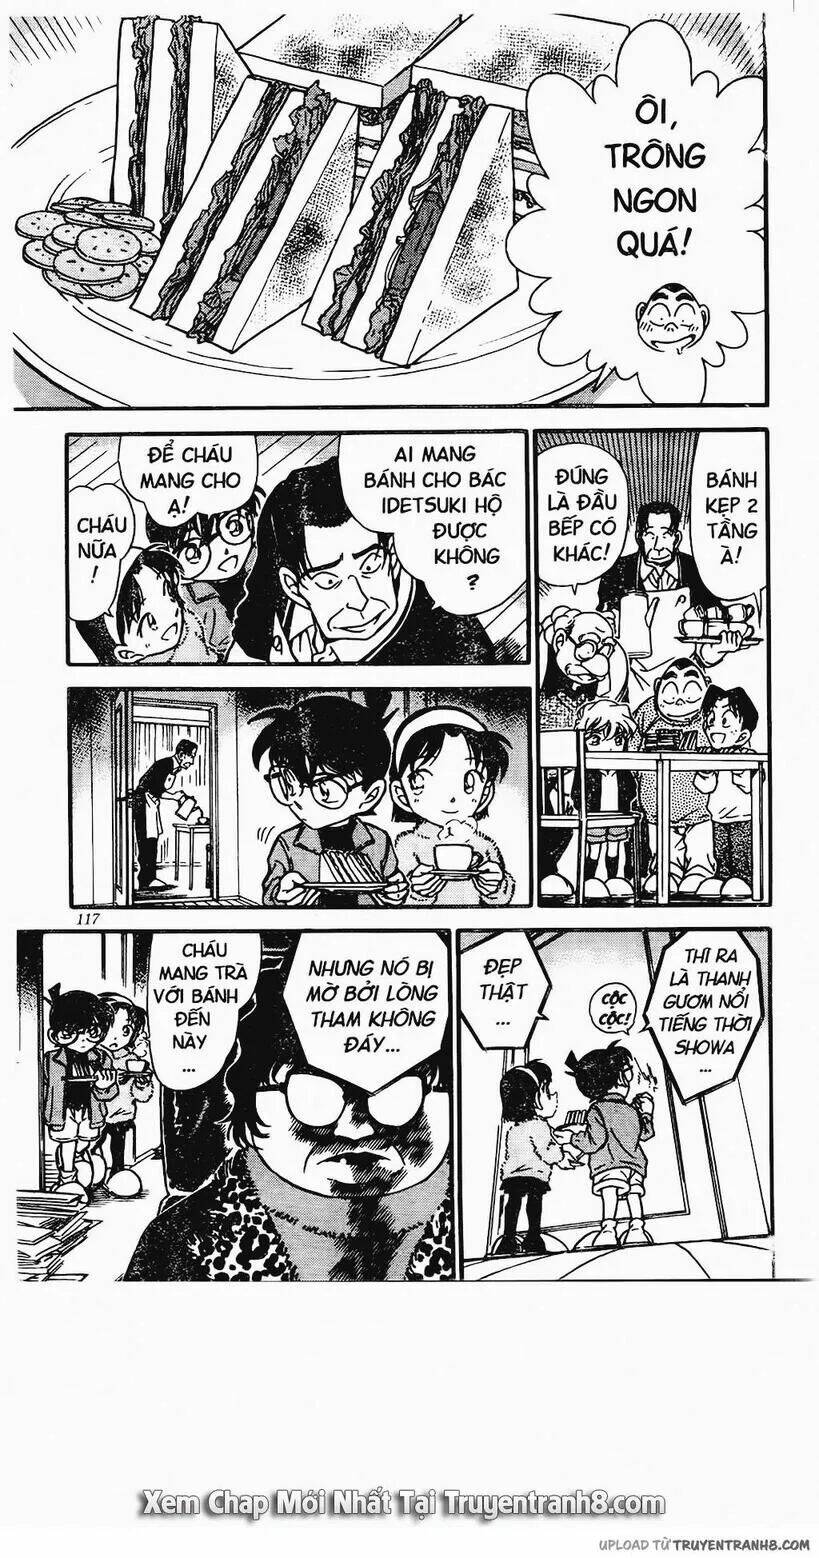 ÔI,
TRÔNG
NGON
QUÁ!
BÁNH
KẸP 2
TẦNG
À!
ĐÚNG
LÀ ĐẦU
BẾP CÓ
KHÁC!
AI MANG
BÁNH CHO BÁC
IDETSUKI HỘ
ĐƯỢC
KHÔNG
?
ĐỂ CHÁU
MANG CHO
Ạ!
CHÁU
NỮA
!
117
THÌ RA
LÀ THANH
GƯƠM NỔI
TIẾNG THỜI
SHOWA
...
CỘC
CỘC!
ĐẸP
THẬT
...
NHƯNG NÓ BỊ
MỜ BỞI LÒNG
THAM KHÔNG
ĐÁY...
CHÁU
MANG TRÀ
VỚI BÁNH
ĐẾN
NÀY ...
Xem Chap Mới Nhất Tại Truyentranh8.com
UPLOAD TỪ TRUYENTRANH8.COM